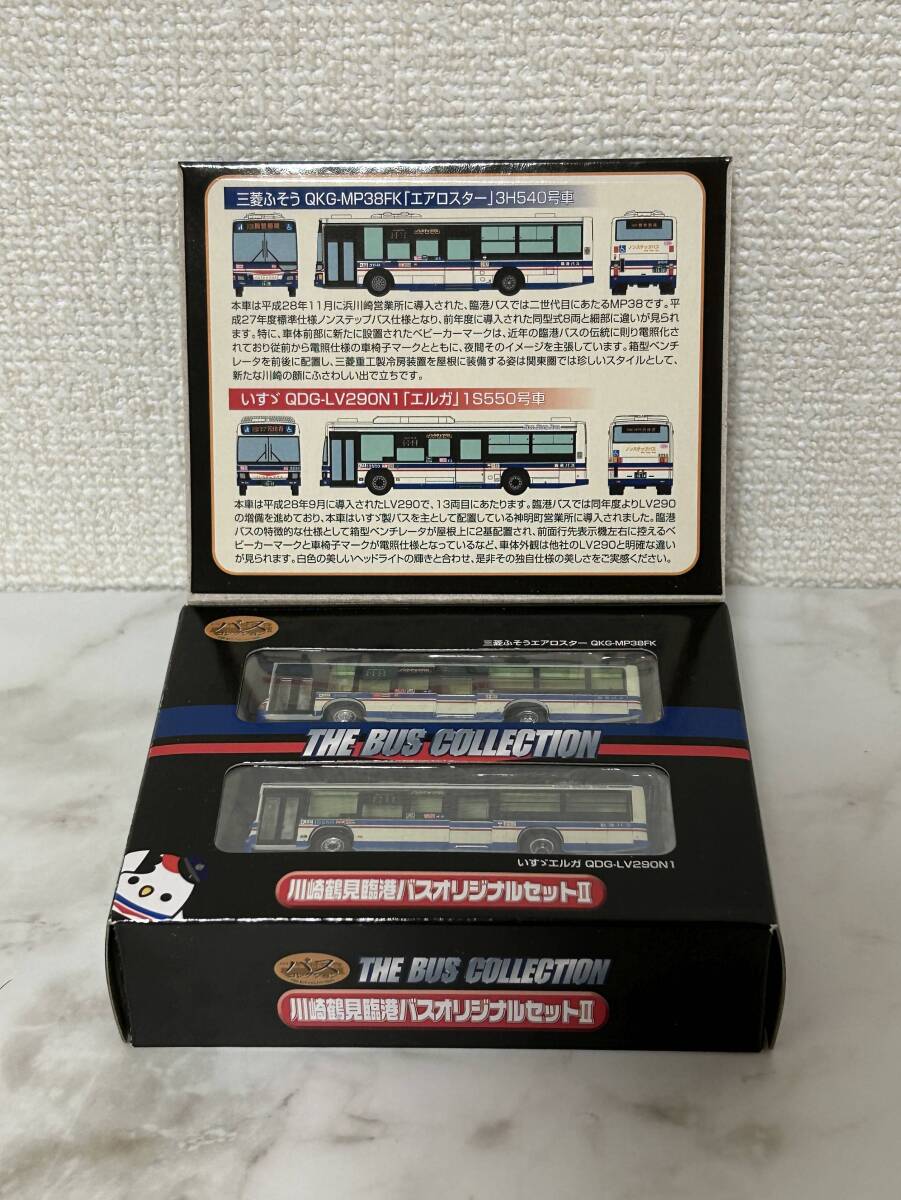 三菱ふそう QKG-MP38FK「エアロスター」3H540号車
本車は平成28年11月に浜川崎営業所に導入された、臨港バスでは二世代目にあたるMP38です。平
成27年度標準仕様ノンステップバス仕様となり、前年度に導入された同型式8両と細部に違いが見ら
れます。特に、車体前部に新たに設置されたベビーカーマークは、近年の臨港バスの伝統に則り電照化さ
れており従前から電照仕様の車椅子マークとともに、夜間そのイメージを主張しています。箱型ベンチ
レータを前後に配置し、三菱重工製冷房装置を屋根に装備する姿は関東圏では珍しいスタイルとして、
新たな川崎の顔にふさわしい出で立ちです。
いすゞ QDG-LV290N1「エルガ」1S550号車
本車は平成28年9月に導入されたLV290で、13両目にあたります。臨港バスでは同年度よりLV290
の増備を進めており、本車はいすゞ製バスを主として配置している神明町営業所に導入されました。臨港
バスの特徴的な仕様として箱型ベンチレータが屋根上に2基配置され、前面行先表示機左右に控えるベ
ビーカーマークと車椅子マークが電照仕様となっているなど、車体外観は他社のLV290と明確な違い
が見られます。白色の美しいヘッドライトの輝きと合わせ、是非その独自仕様の美しさをご実感ください。
バス
コレクション
三菱ふそうエアロスター QKG-MP38FK
THE BUS COLLECTION
いすゞエルガ QDG-LV290N1
川崎鶴見臨港バスオリジナルセットⅡ
バス
コレクション
THE BUS COLLECTION
川崎鶴見臨港バスオリジナルセットⅡ